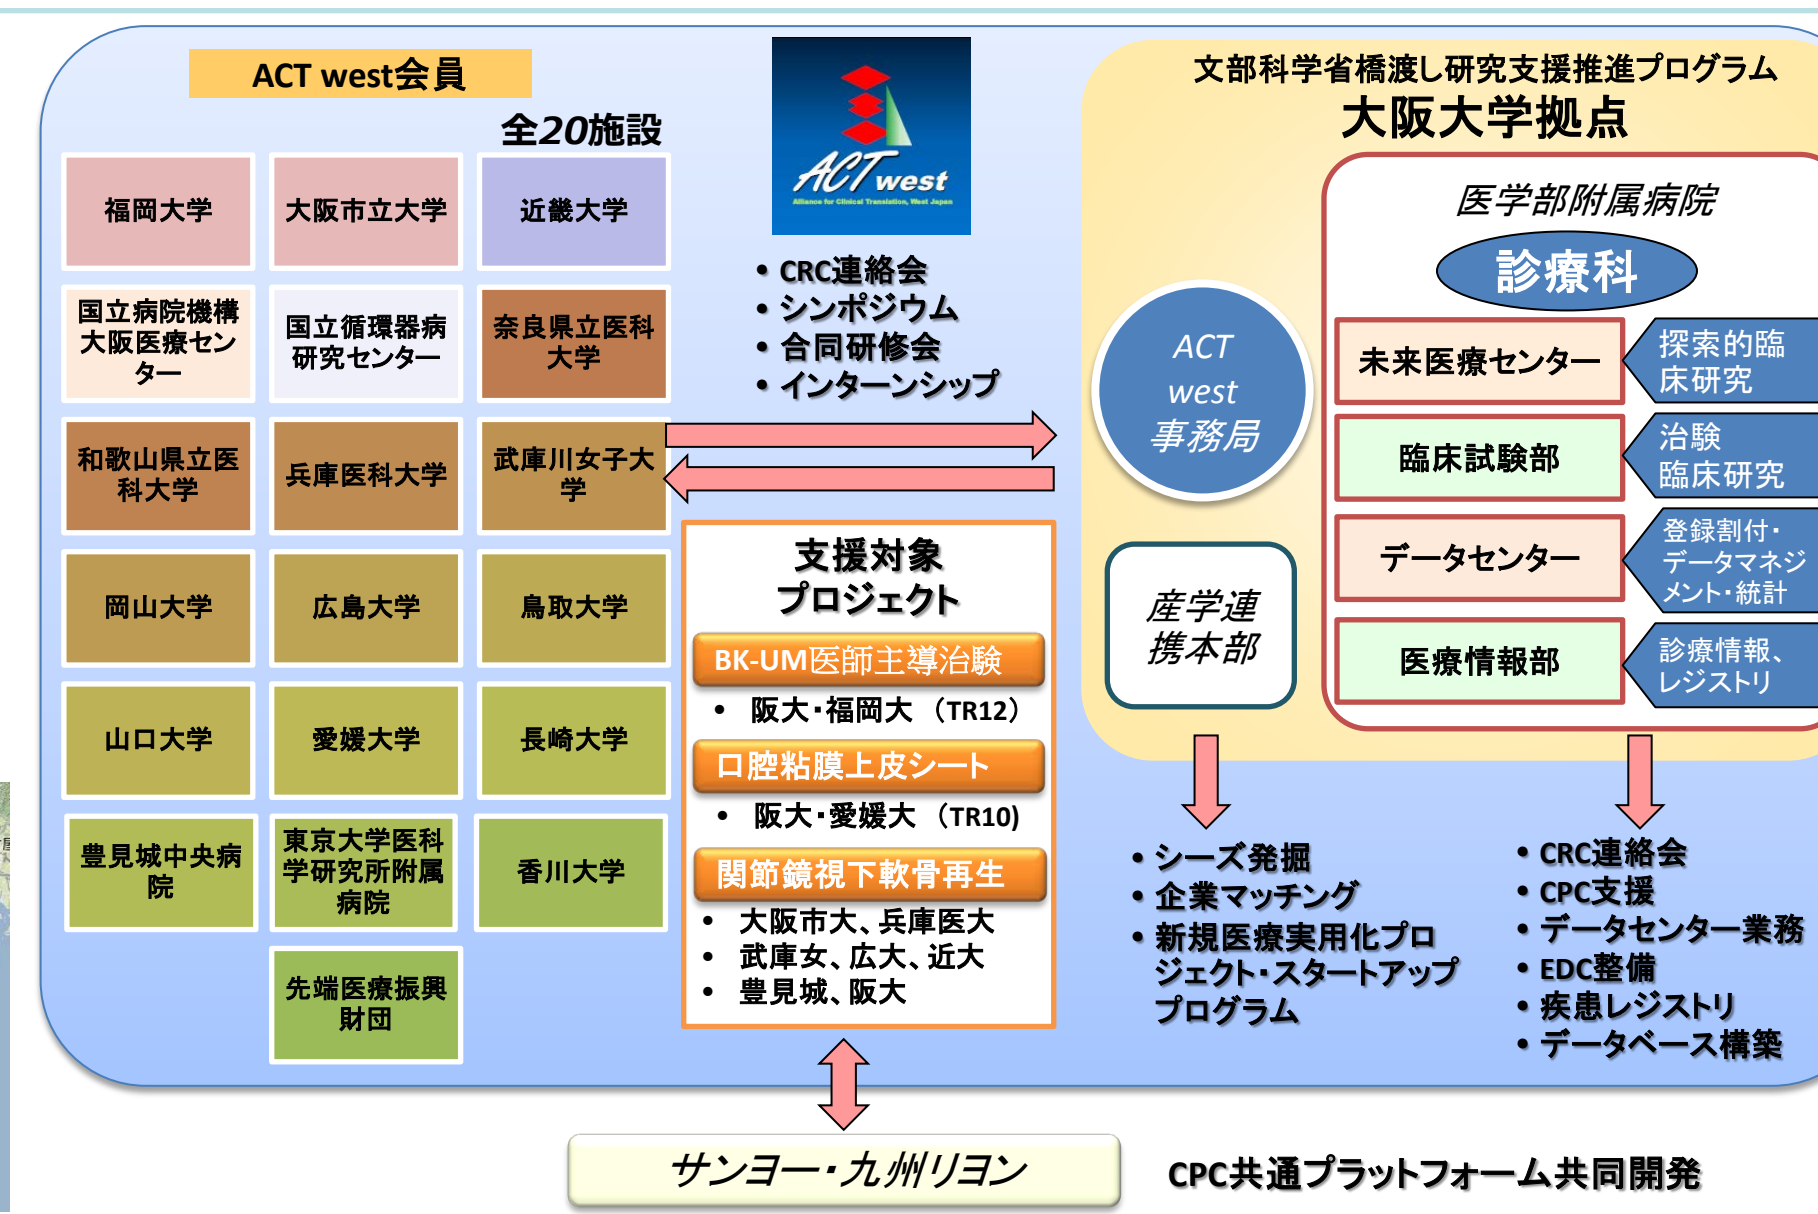 ACT west会員
全20施設
福岡大学
大阪市立大学
近畿大学
国立病院機構
大阪医療セン
ター
国立循環器病
研究センター
奈良県立医科
大学
和歌山県立医
科大学
兵庫医科大学
武庫川女子大
学
岡山大学
広島大学
鳥取大学
山口大学
愛媛大学
長崎大学
豊見城中央病
院
東京大学医科
学研究所附属
病院
香川大学
先端医療振興
財団
ACT west
Alliance for Clinical Translation, West Japan
• CRC連絡会
• シンポジウム
• 合同研修会
• インターンシップ
支援対象
プロジェクト
BK-UM医師主導治験
• 阪大・福岡大 （TR12）
口腔粘膜上皮シート
• 阪大・愛媛大 （TR10)
関節鏡視下軟骨再生
• 大阪市大、兵庫医大
• 武庫女、広大、近大
• 豊見城、阪大
文部科学省橋渡し研究支援推進プログラム
大阪大学拠点
ACT
west
事務局
産学連
携本部
医学部附属病院
診療科
未来医療センター
探索的臨
床研究
臨床試験部
治験
臨床研究
データセンター
登録割付・
データマネジ
メント・統計
医療情報部
診療情報、
レジストリ
• シーズ発掘
• 企業マッチング
• 新規医療実用化プロ
ジェクト・スタートアップ
プログラム
• CRC連絡会
• CPC支援
• データセンター業務
• EDC整備
• 疾患レジストリ
• データベース構築
サンヨー・九州リヨン
CPC共通プラットフォーム共同開発